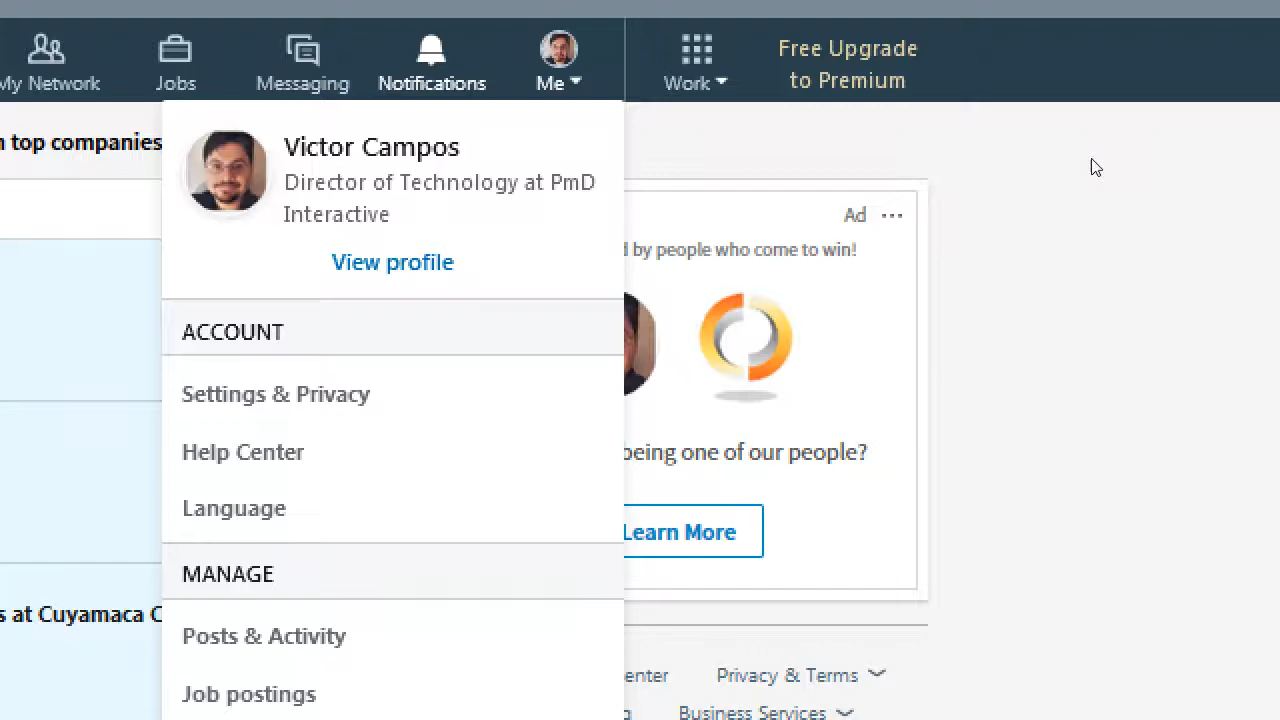 My Network
Jobs
Messaging
Notifications
Me
Work
Free Upgrade
to Premium
top companies
Victor Campos
Director of Technology at PmD
Interactive
View profile
ACCOUNT
Settings & Privacy
Help Center
Language
MANAGE
Posts & Activity
Job postings
Ad
by people who come to win!
being one of our people?
Learn More
at Cuyamaca
Privacy & Terms
Business Services